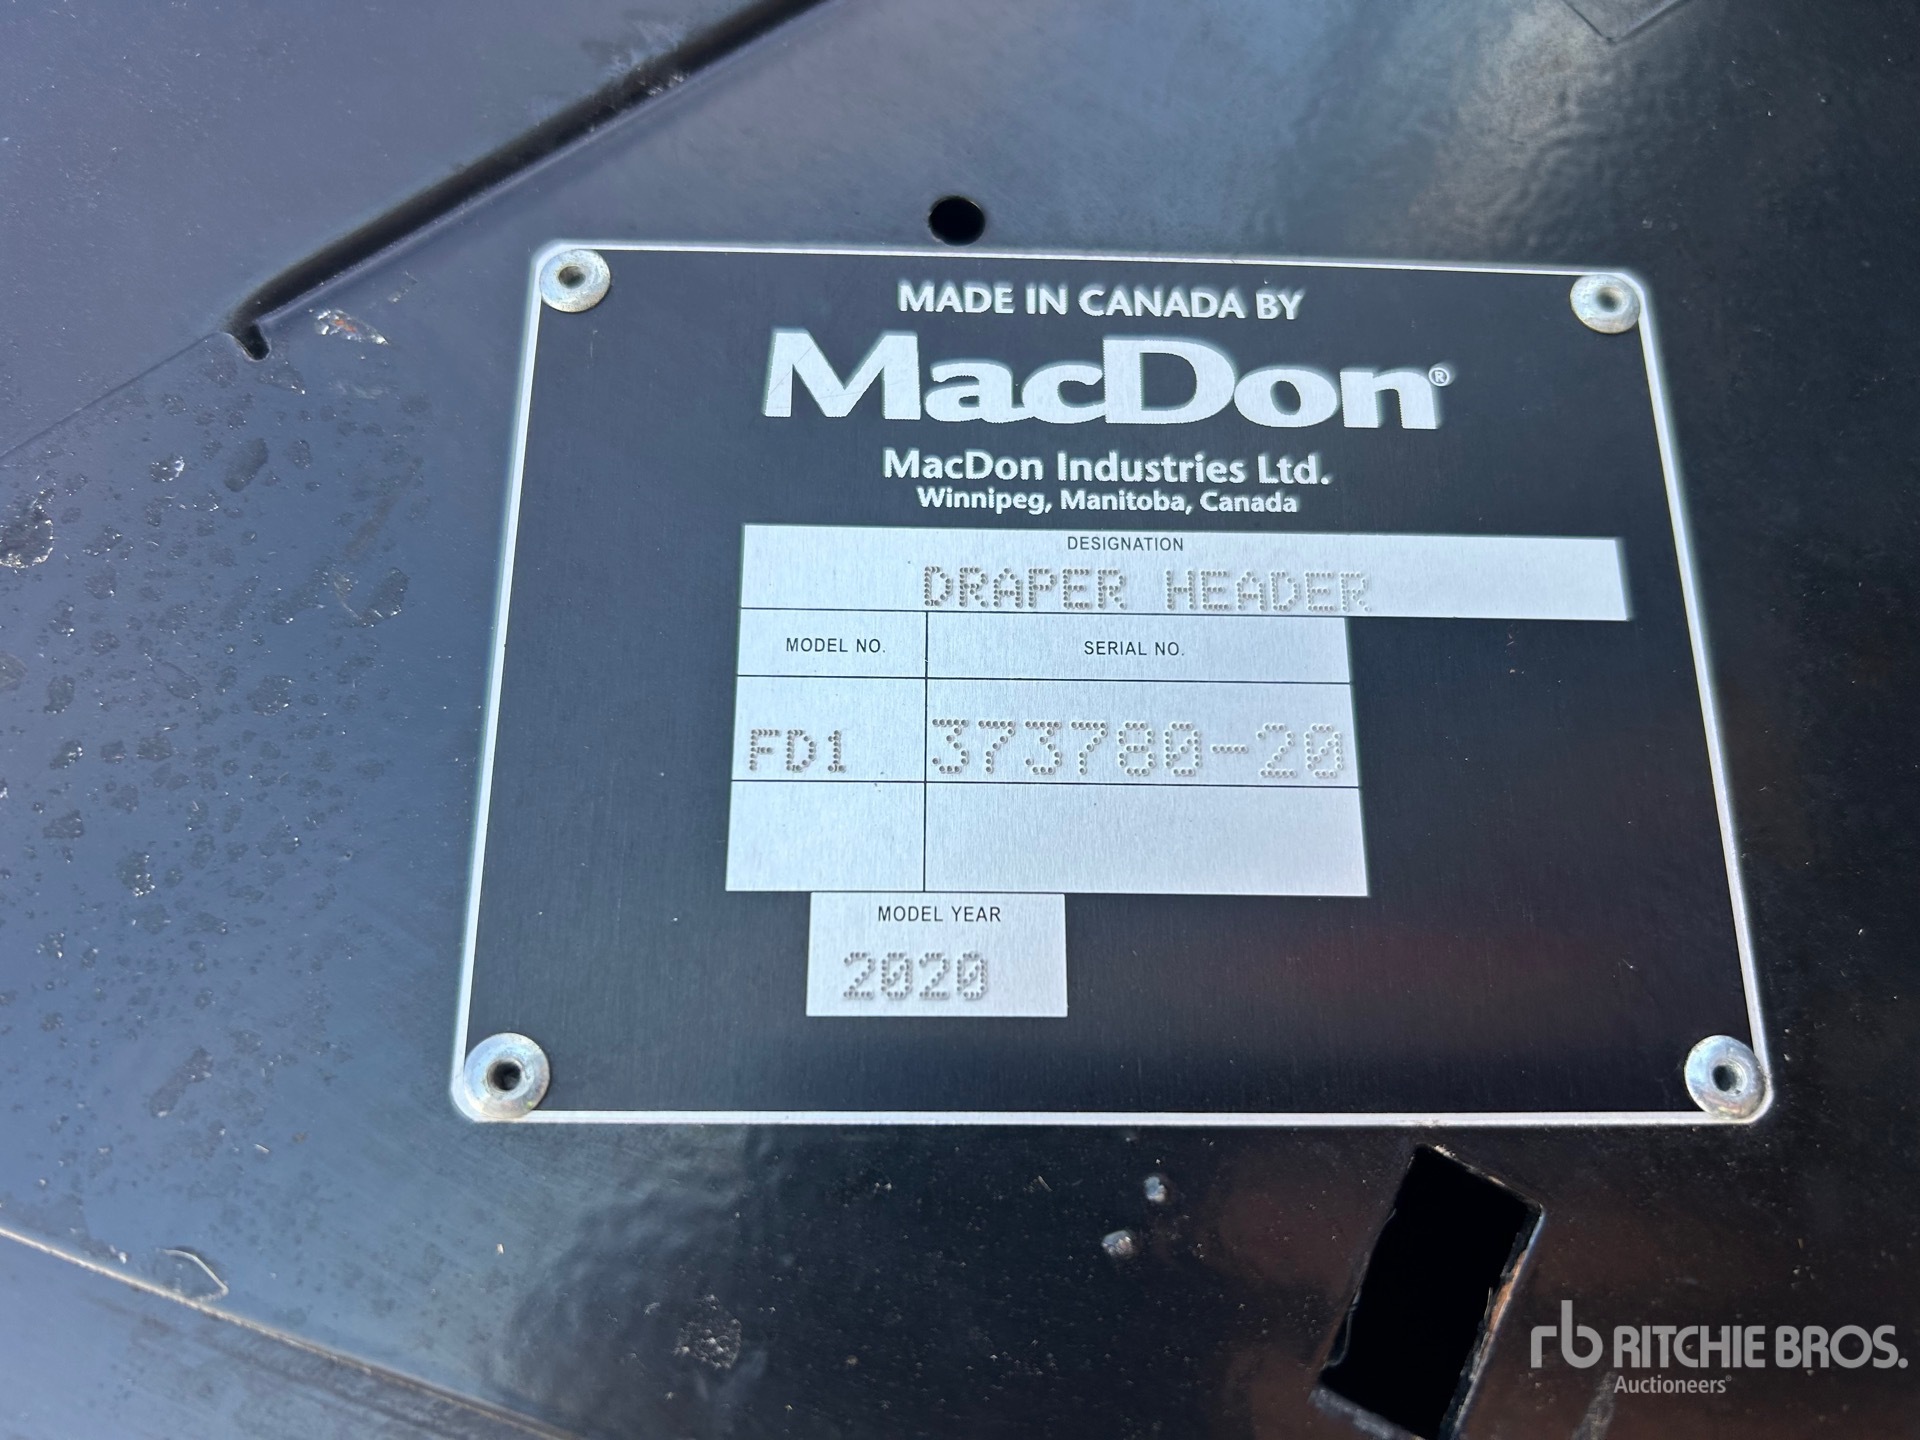 MADE IN CANADA BY
MacDon®
MacDon Industries Ltd.
Winnipeg, Manitoba, Canada
DESIGNATION
DRAPER HEADER
MODEL NO. SERIAL NO.
FD1 373780-20
MODEL YEAR
2020
rb RITCHIE BROS.
Auctioneers